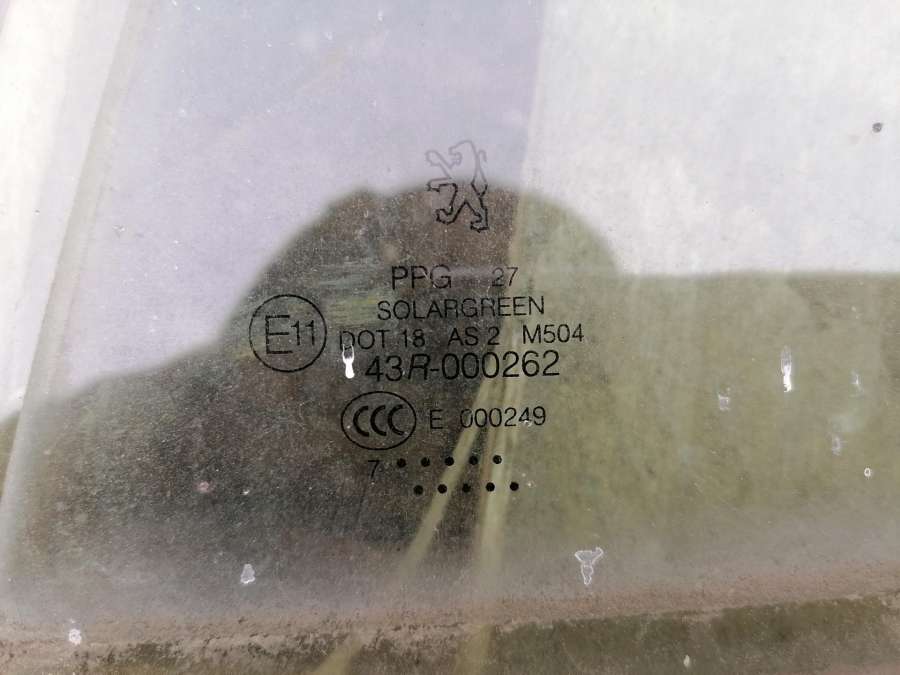 PPG 27
SOLARGREEN
E11
DOT 18 AS 2 M504
43R-000262
CCC E 000249
7